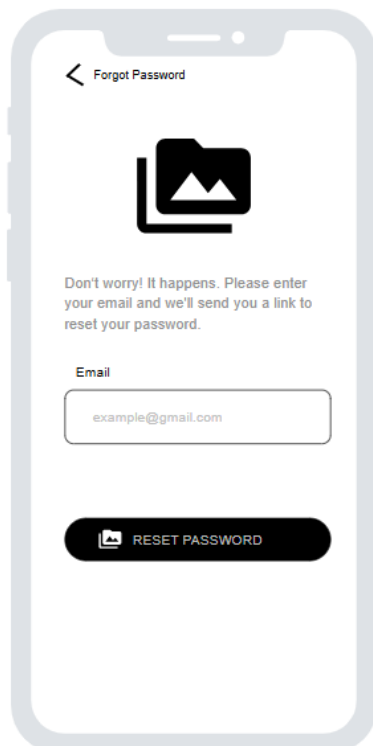 Forgot Password
Don't worry! It happens. Please enter
your email and we'll send you a link to
reset your password.
Email
example@gmail.com
RESET PASSWORD